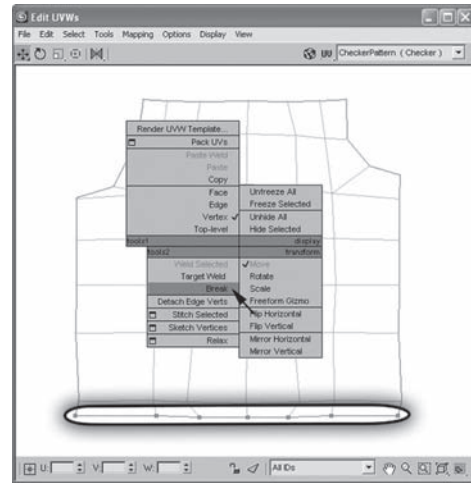 Edit UVWs
File Edit Select Tools Mapping Options Display View
UV CheckerPattern ( Checker )
Render UVW Template...
Pack UVs
Paste Weld
Paste
Copy
Face
Edge
Vertex
Top-level
Unfreeze All
Freeze Selected
Unhide All
Hide Selected
tools1
display
tools2
transform
Weld Selected
Target Weld
Break
Detach Edge Verts
Stitch Selected
Sketch Vertices
Relax
Move
Rotate
Scale
Freeform Gizmo
Flip Horizontal
Flip Vertical
Mirror Horizontal
Mirror Vertical
U: V: W: All IDs